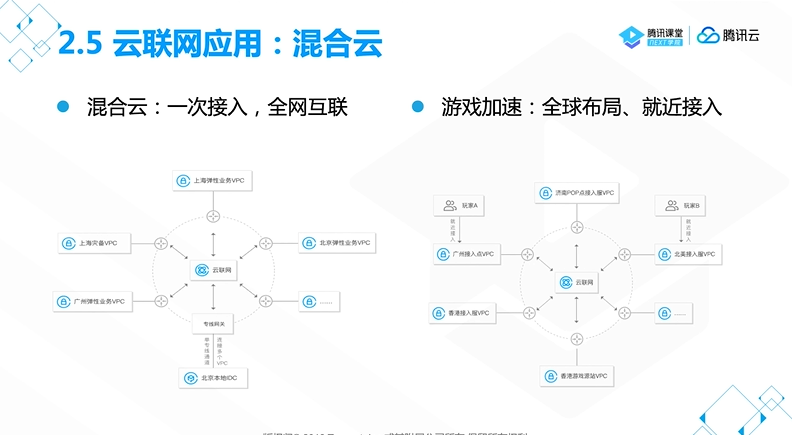 2.5 云联网应用：混合云
腾讯课堂
NEXT学院
腾讯云
混合云：一次接入，全网互联
游戏加速：全球布局、就近接入
上海弹性业务VPC
上海灾备VPC
北京弹性业务VPC
云联网
广州弹性业务VPC
......
专线网关
单专线通道
连接多个VPC
北京本地IDC
济南POP点接入服VPC
玩家A
玩家B
就近接入
就近接入
广州接入点VPC
北美接入服VPC
云联网
香港接入服VPC
......
香港游戏源站VPC